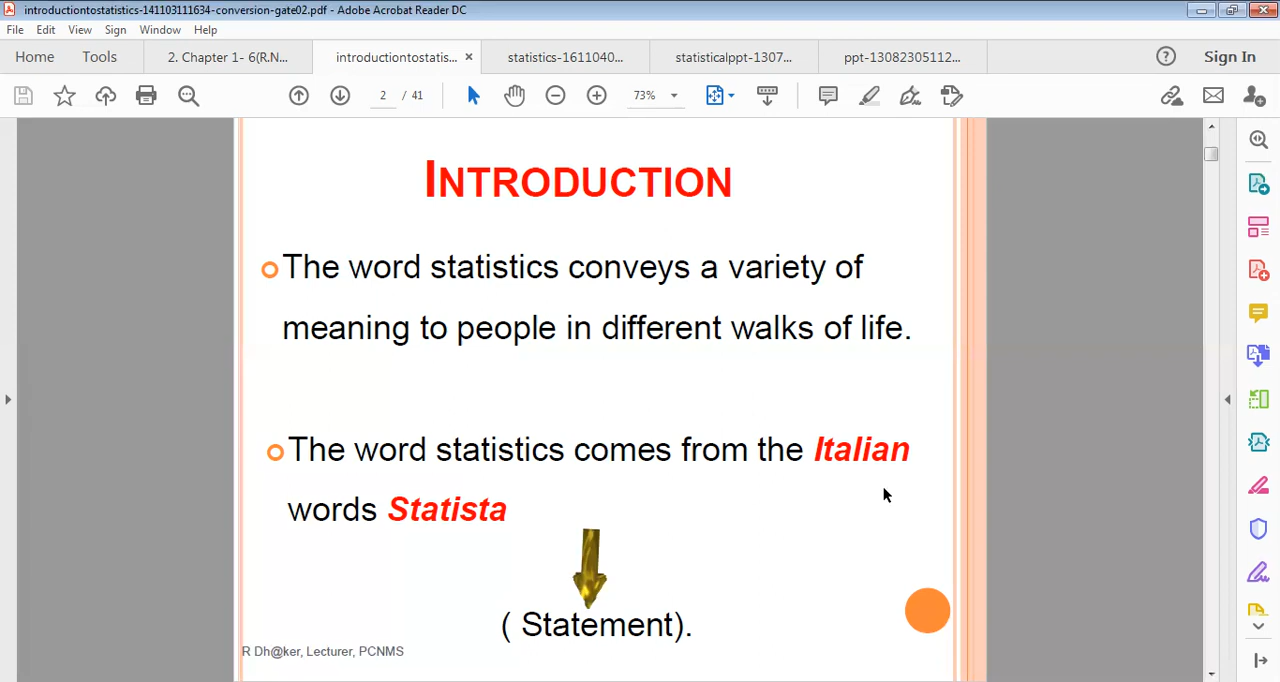 introductiontostatistics-141103111634-conversion-gate02.pdf - Adobe Acrobat Reader DC
File Edit View Sign Window Help
Home Tools 2. Chapter 1- 6(R.N... introductiontostatis... × statistics-1611040... statisticalppt-1307... ppt-13082305112... Sign In
2 / 41 73%
INTRODUCTION
The word statistics conveys a variety of
meaning to people in different walks of life.
The word statistics comes from the Italian
words Statista
( Statement).
R Dh@ker, Lecturer, PCNMS